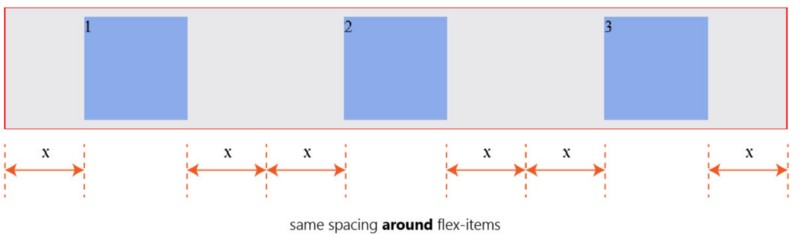 1 2 3
x x x x x x
same spacing around flex-items